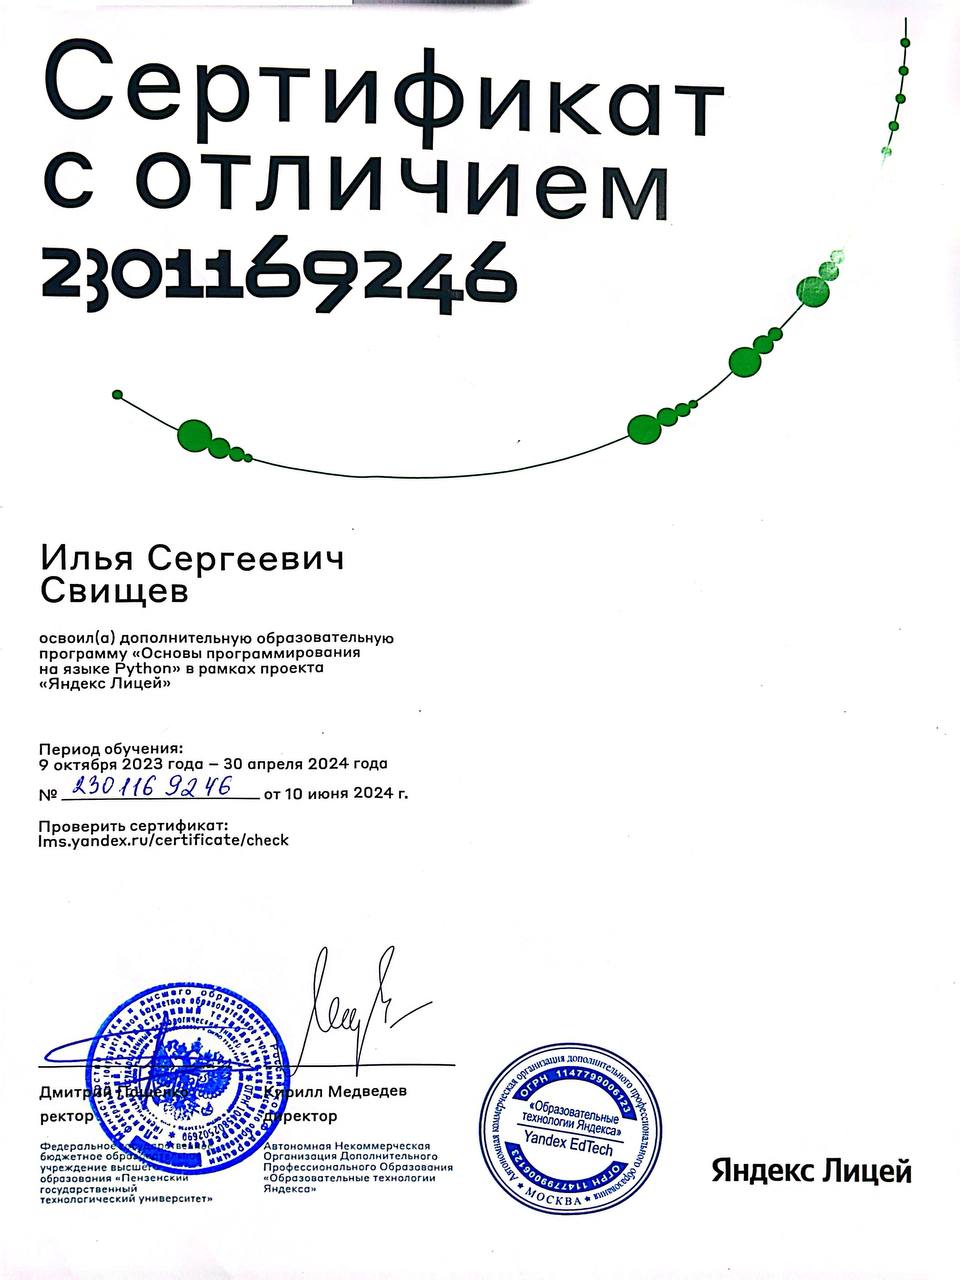 Сертификат
с отличием
2301169246
Илья Сергеевич
Свищев
освоил(а) дополнительную образовательную
программу «Основы программирования
на языке Python» в рамках проекта
«Яндекс Лицей»
Период обучения:
9 октября 2023 года – 30 апреля 2024 года
№ 2301169246 от 10 июня 2024 г.
Проверить сертификат:
lms.yandex.ru/certificate/check
Дмитрий Пащенко
ректор
Федеральное государственное
бюджетное образовательное
учреждение высшего
образования «Пензенский
государственный
технологический университет»
Кирилл Медведев
директор
Автономная Некоммерческая
Организация Дополнительного
Профессионального Образования
«Образовательные технологии
Яндекса»
Автономная некоммерческая организация дополнительного профессионального образования
ОГРН 1147799006123
«Образовательные
технологии Яндекса»
Yandex EdTech
ОГРН 1147799006123
* МОСКВА *
Яндекс Лицей